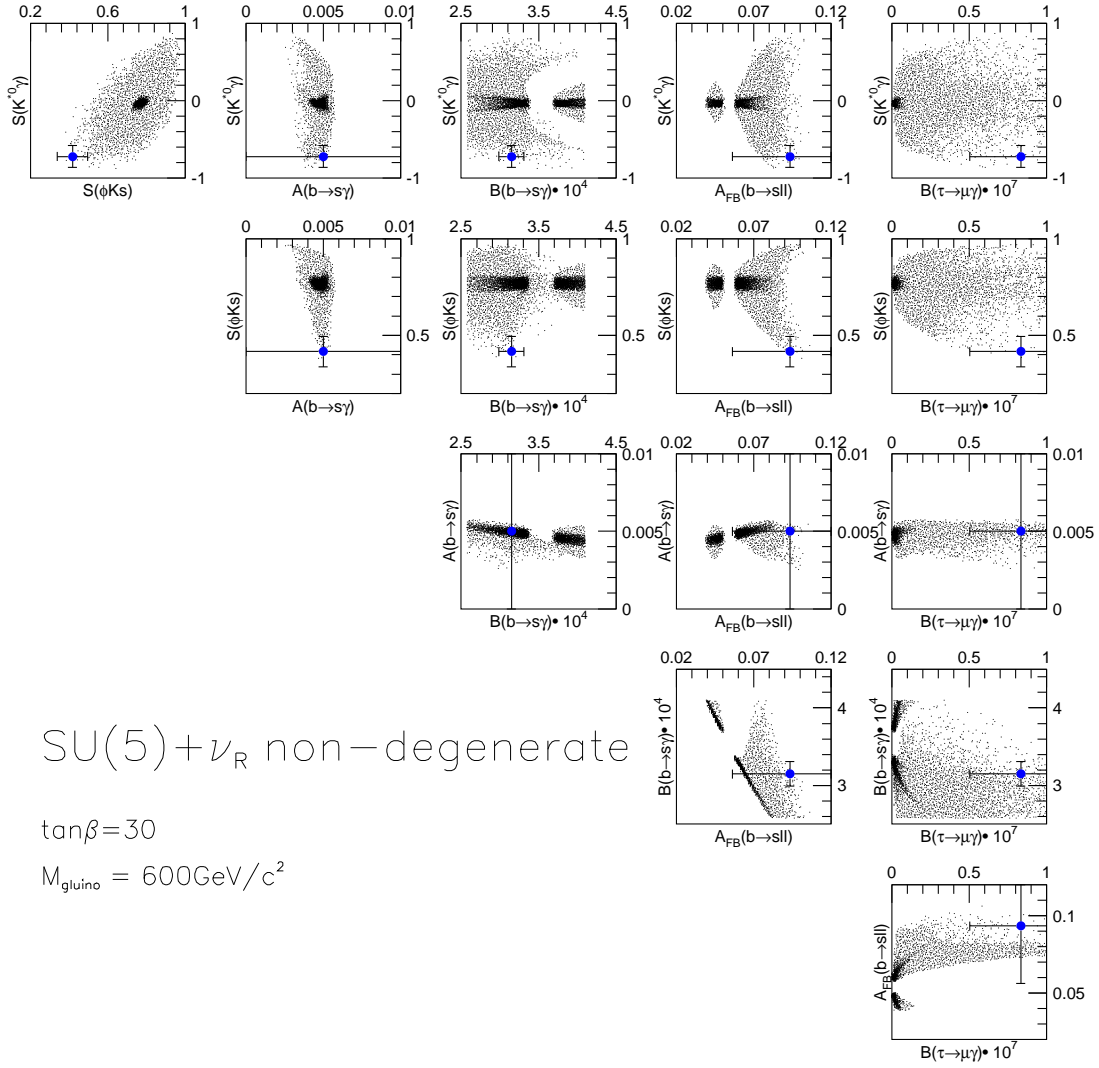 0.2 0.6 1 0 0.005 0.01 2.5 3.5 4.5 0.02 0.07 0.12 0 0.5 1
S(K*0γ) 1 0 -1 S(K*0γ) 1 0 -1 S(K*0γ) 1 0 -1 S(K*0γ) 1 0 -1 S(K*0γ) 1 0 -1
S(ϕKs) A(b→sγ) B(b→sγ)• 10⁴ A_FB(b→sll) B(τ→μγ)• 10⁷
0 0.005 0.01 2.5 3.5 4.5 0.02 0.07 0.12 0 0.5 1
S(ϕKs) 1 0.5 S(ϕKs) 1 0.5 S(ϕKs) 1 0.5 S(ϕKs) 1 0.5
A(b→sγ) B(b→sγ)• 10⁴ A_FB(b→sll) B(τ→μγ)• 10⁷
2.5 3.5 4.5 0.02 0.07 0.12 0 0.5 1
A(b→sγ) 0.01 0.005 0 A(b→sγ) 0.01 0.005 0 A(b→sγ) 0.01 0.005 0
B(b→sγ)• 10⁴ A_FB(b→sll) B(τ→μγ)• 10⁷
0.02 0.07 0.12 0 0.5 1
B(b→sγ)• 10⁴ 4 3 B(b→sγ)• 10⁴ 4 3
A_FB(b→sll) B(τ→μγ)• 10⁷
SU(5)+ν_R non-degenerate
tanβ=30
M_gluino = 600GeV/c²
0 0.5 1
A_FB(b→sll) 0.1 0.05
B(τ→μγ)• 10⁷